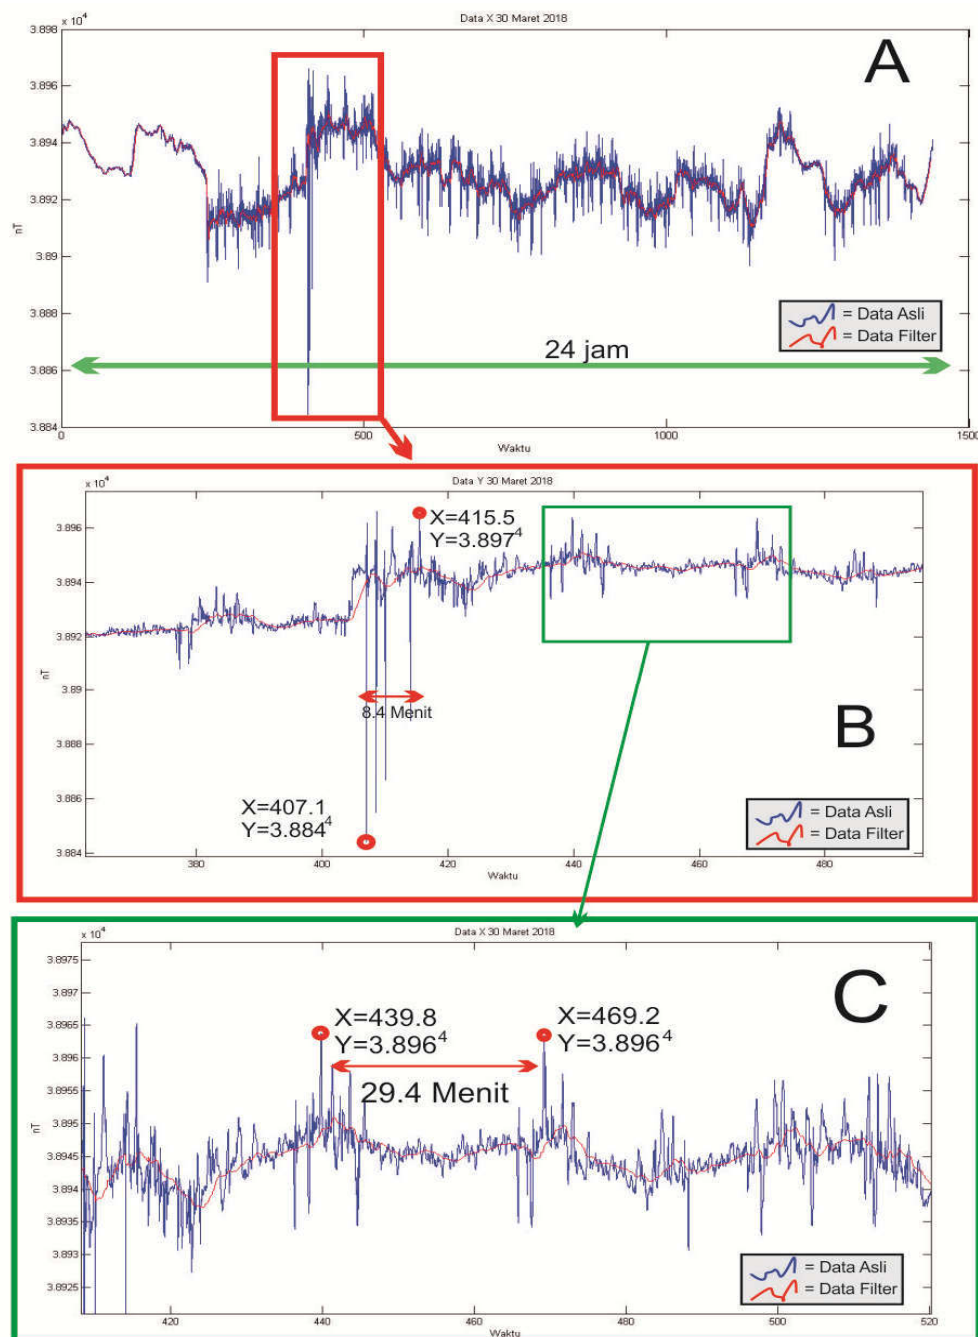 Data X 30 Maret 2018
x 10^4
3.898
3.896
3.894
3.892
3.89
3.888
3.886
3.884
nT
A
= Data Asli
= Data Filter
24 jam
0
500
1000
1500
Waktu
Data Y 30 Maret 2018
x 10^4
3.896
3.894
3.892
3.89
3.888
3.886
3.884
nT
X=415.5
Y=3.897^4
8.4 Menit
B
X=407.1
Y=3.884^4
= Data Asli
= Data Filter
380
400
420
440
460
480
Waktu
Data X 30 Maret 2018
x 10^4
3.8975
3.897
3.8965
3.896
3.8955
3.895
3.8945
3.894
3.8935
3.893
3.8925
nT
C
X=439.8
Y=3.896^4
X=469.2
Y=3.896^4
29.4 Menit
= Data Asli
= Data Filter
420
440
460
480
500
520
Waktu